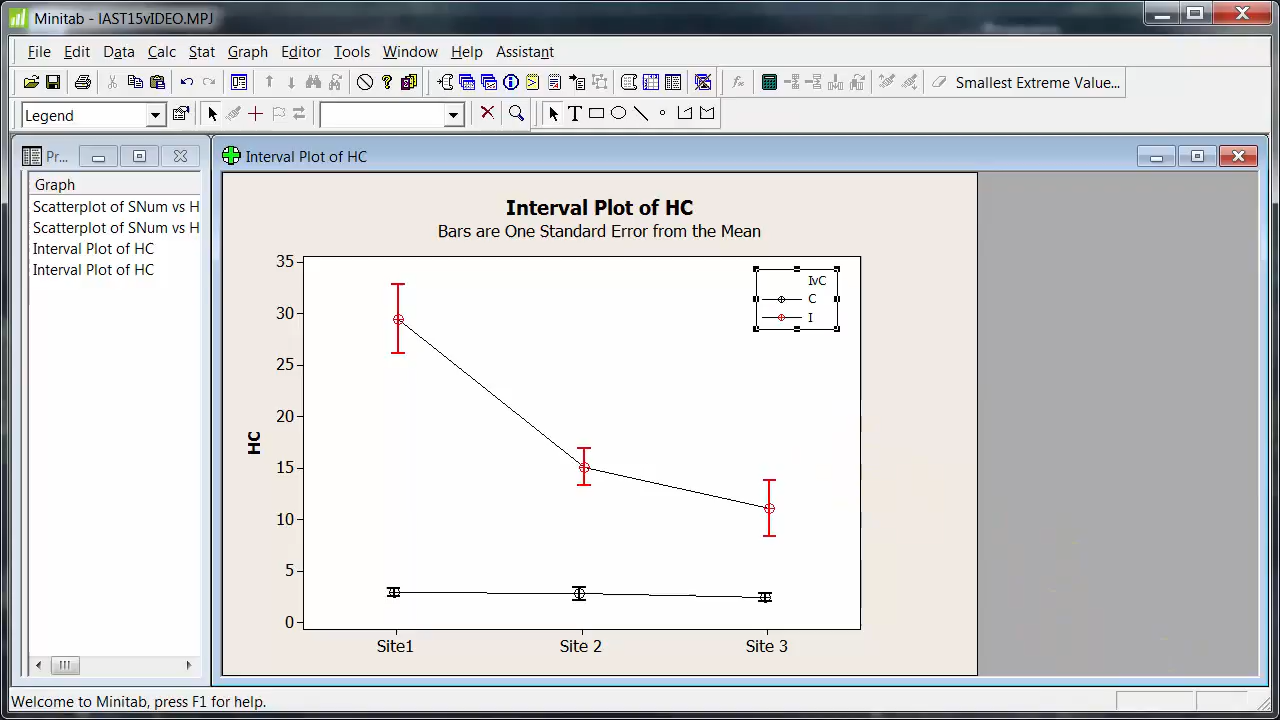 Minitab - IAST15vIDEO.MPJ
File Edit Data Calc Stat Graph Editor Tools Window Help Assistant
Smallest Extreme Value...
Legend
Pr...
Interval Plot of HC
Graph
Scatterplot of SNum vs H
Scatterplot of SNum vs H
Interval Plot of HC
Interval Plot of HC
Interval Plot of HC
Bars are One Standard Error from the Mean
35
30
25
20
15
10
5
0
HC
IvC
C
I
Site1 Site 2 Site 3
Welcome to Minitab, press F1 for help.